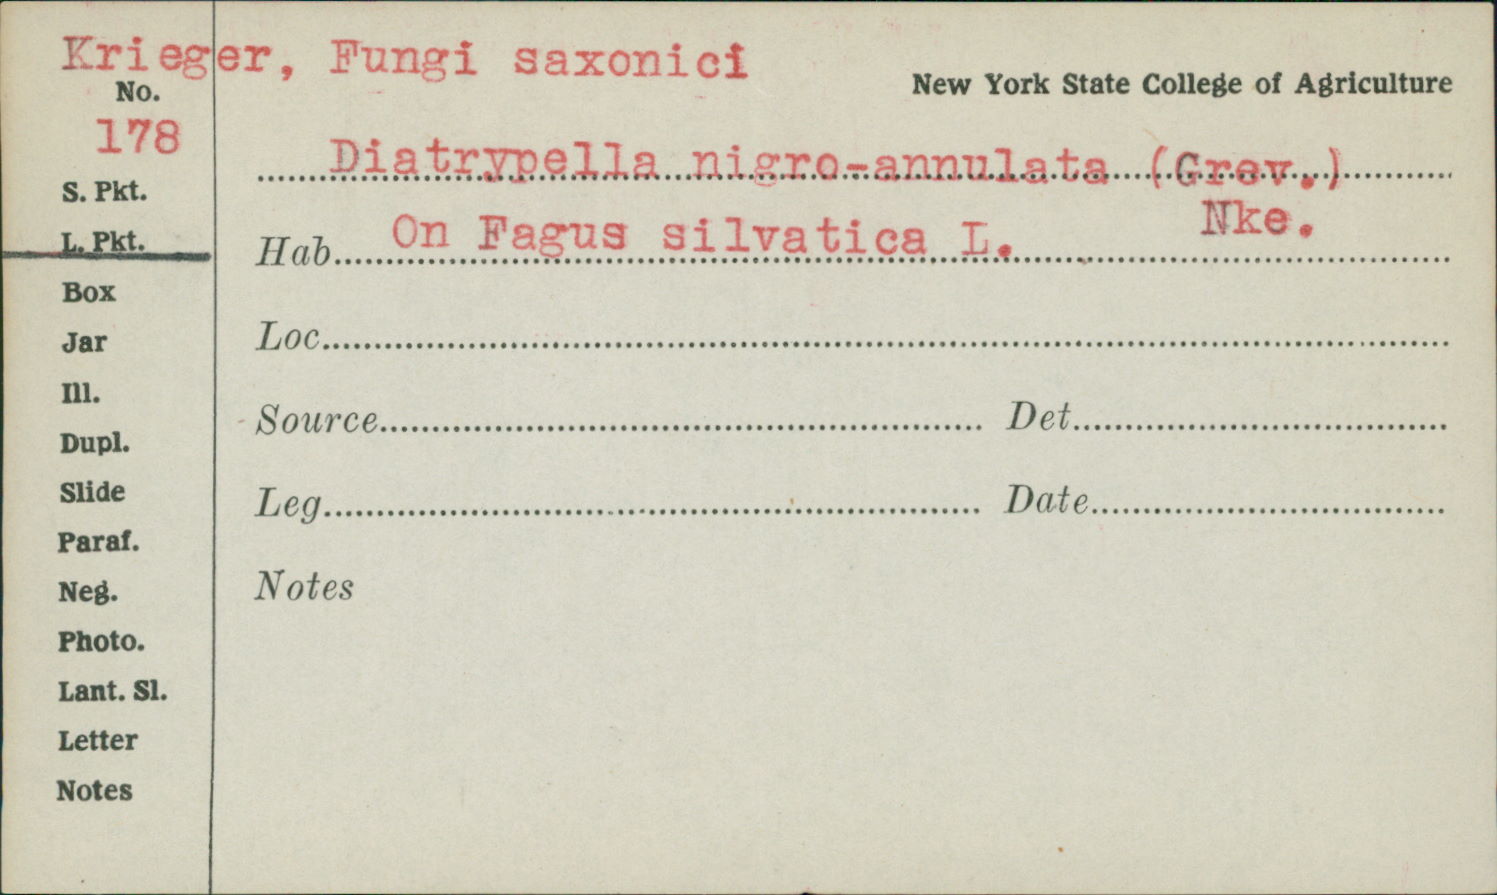 Krieger, Fungi saxonici
New York State College of Agriculture
No.
178
Diatrypella nigro-annulata (Grev.)
Nke.
S. Pkt.
L. Pkt.
Hab. On Fagus silvatica L.
Box
Jar
Loc.
Ill.
Source Det.
Dupl.
Slide
Leg. Date
Paraf.
Neg.
Notes
Photo.
Lant. Sl.
Letter
Notes